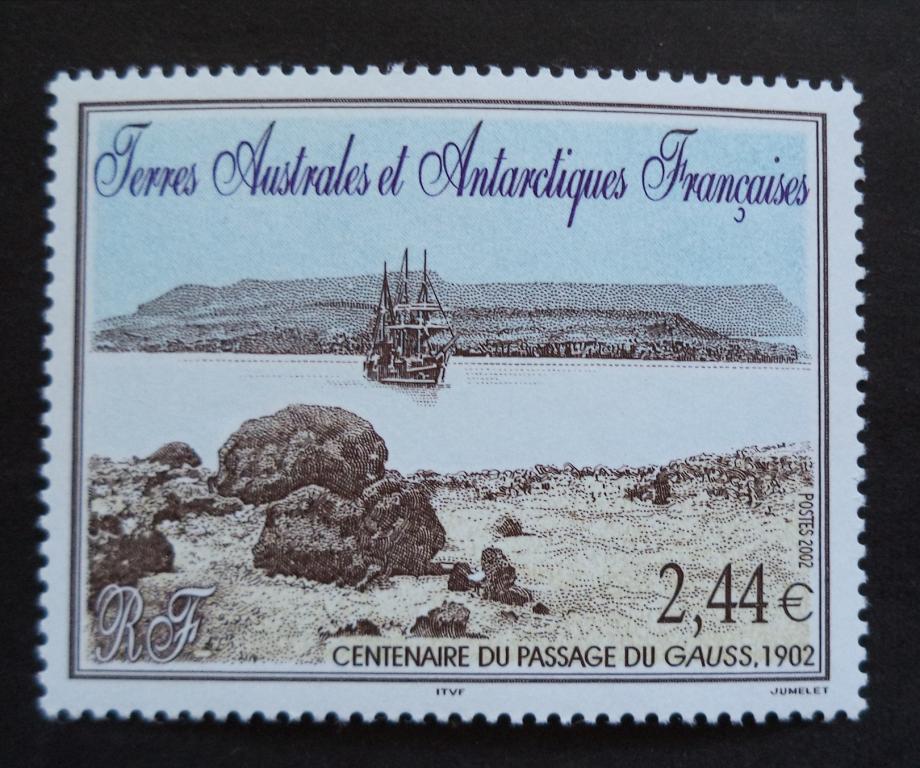 Terres Australes et Antarctiques Françaises
POSTES 2002
2,44 €
RF
CENTENAIRE DU PASSAGE DU GAUSS, 1902
ITVF JUMELET